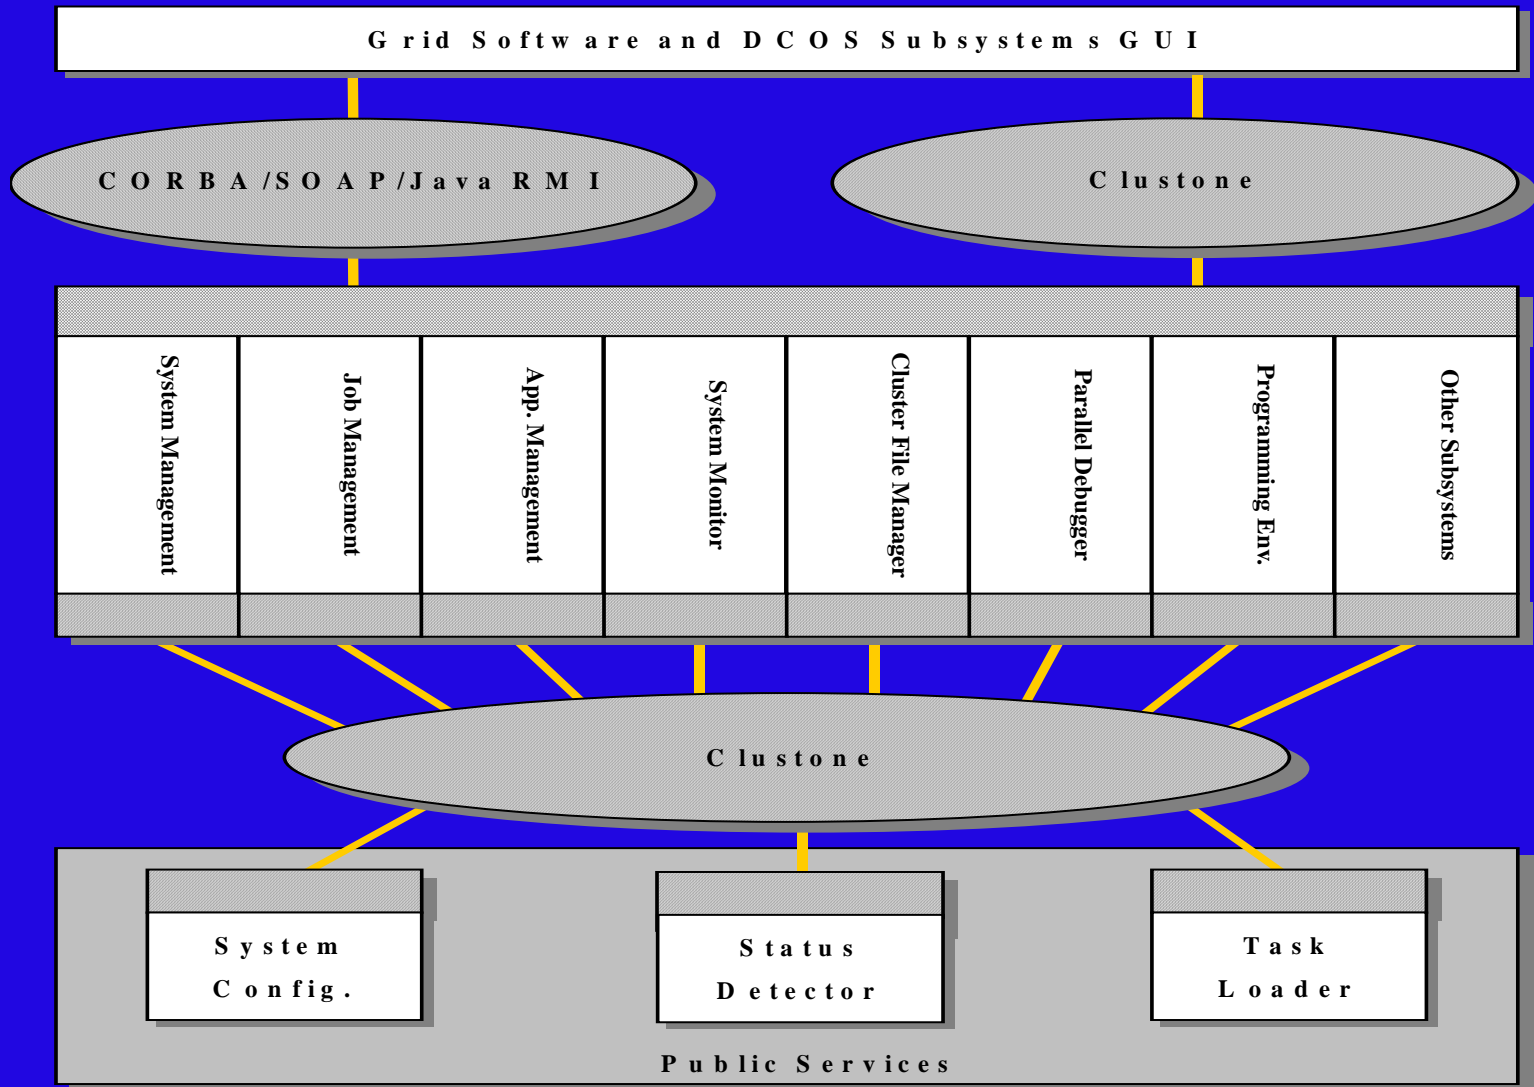 Grid Software and DCOS Subsystems GUI
CORBA/SOAP/Java RMI
Clustone
System Management
Job Management
App. Management
System Monitor
Cluster File Manager
Parallel Debugger
Programming Env.
Other Subsystems
Clustone
System
Config.
Status
Detector
Task
Loader
Public Services